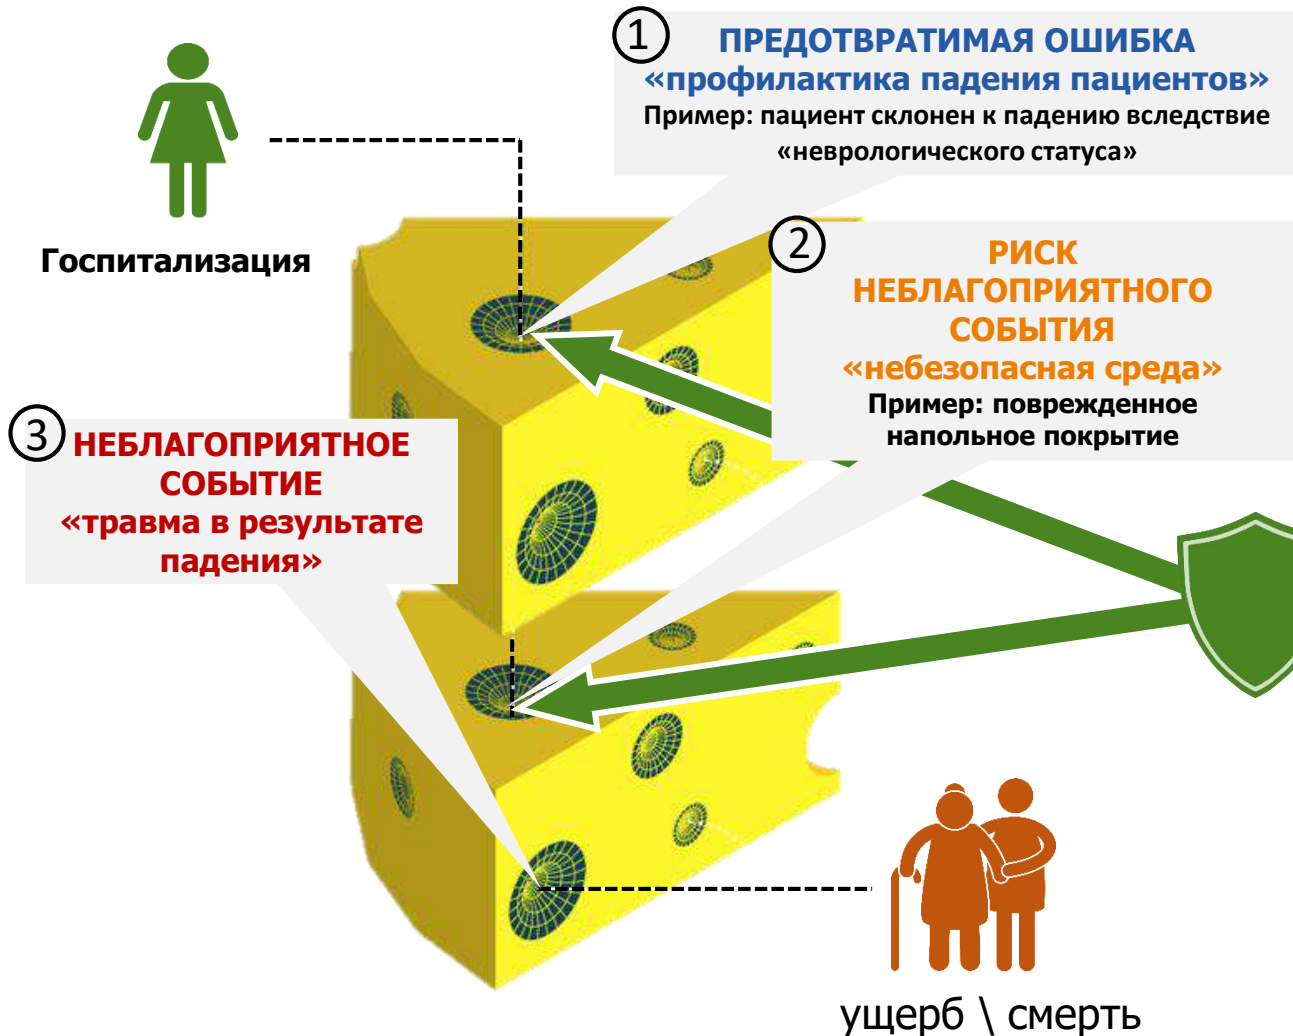 1
ПРЕДОТВРАТИМАЯ ОШИБКА
«профилактика падения пациентов»
Пример: пациент склонен к падению вследствие
«неврологического статуса»
Госпитализация
2
РИСК
НЕБЛАГОПРИЯТНОГО
СОБЫТИЯ
«небезопасная среда»
Пример: поврежденное
напольное покрытие
3
НЕБЛАГОПРИЯТНОЕ
СОБЫТИЕ
«травма в результате
падения»
ущерб \ смерть